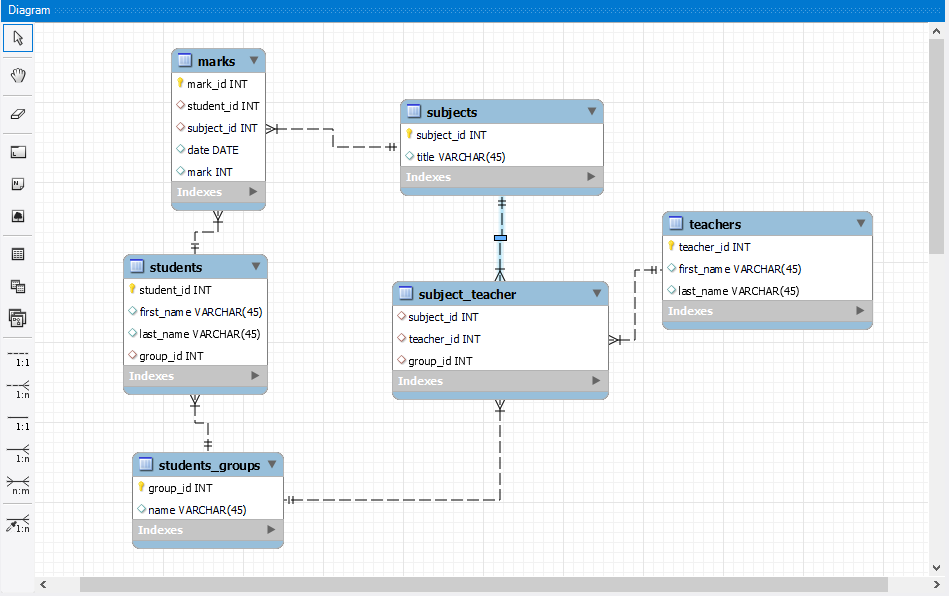 Diagram
marks
mark_id INT
student_id INT
subject_id INT
date DATE
mark INT
Indexes
subjects
subject_id INT
title VARCHAR(45)
Indexes
teachers
teacher_id INT
first_name VARCHAR(45)
last_name VARCHAR(45)
Indexes
students
student_id INT
first_name VARCHAR(45)
last_name VARCHAR(45)
group_id INT
Indexes
subject_teacher
subject_id INT
teacher_id INT
group_id INT
Indexes
students_groups
group_id INT
name VARCHAR(45)
Indexes
1:1
1:n
1:1
1:n
n:m
1:n